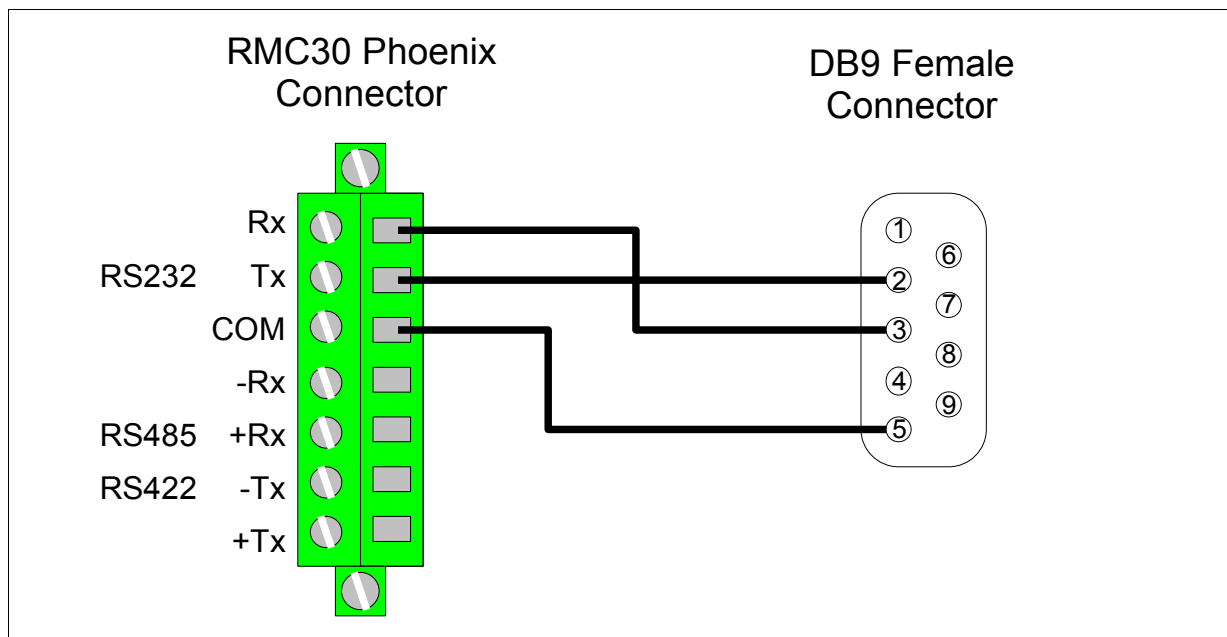 RMC30 Phoenix
Connector
DB9 Female
Connector
Rx
RS232 Tx
COM
-Rx
RS485 +Rx
RS422 -Tx
+Tx
1
6
2
7
3
8
4
9
5